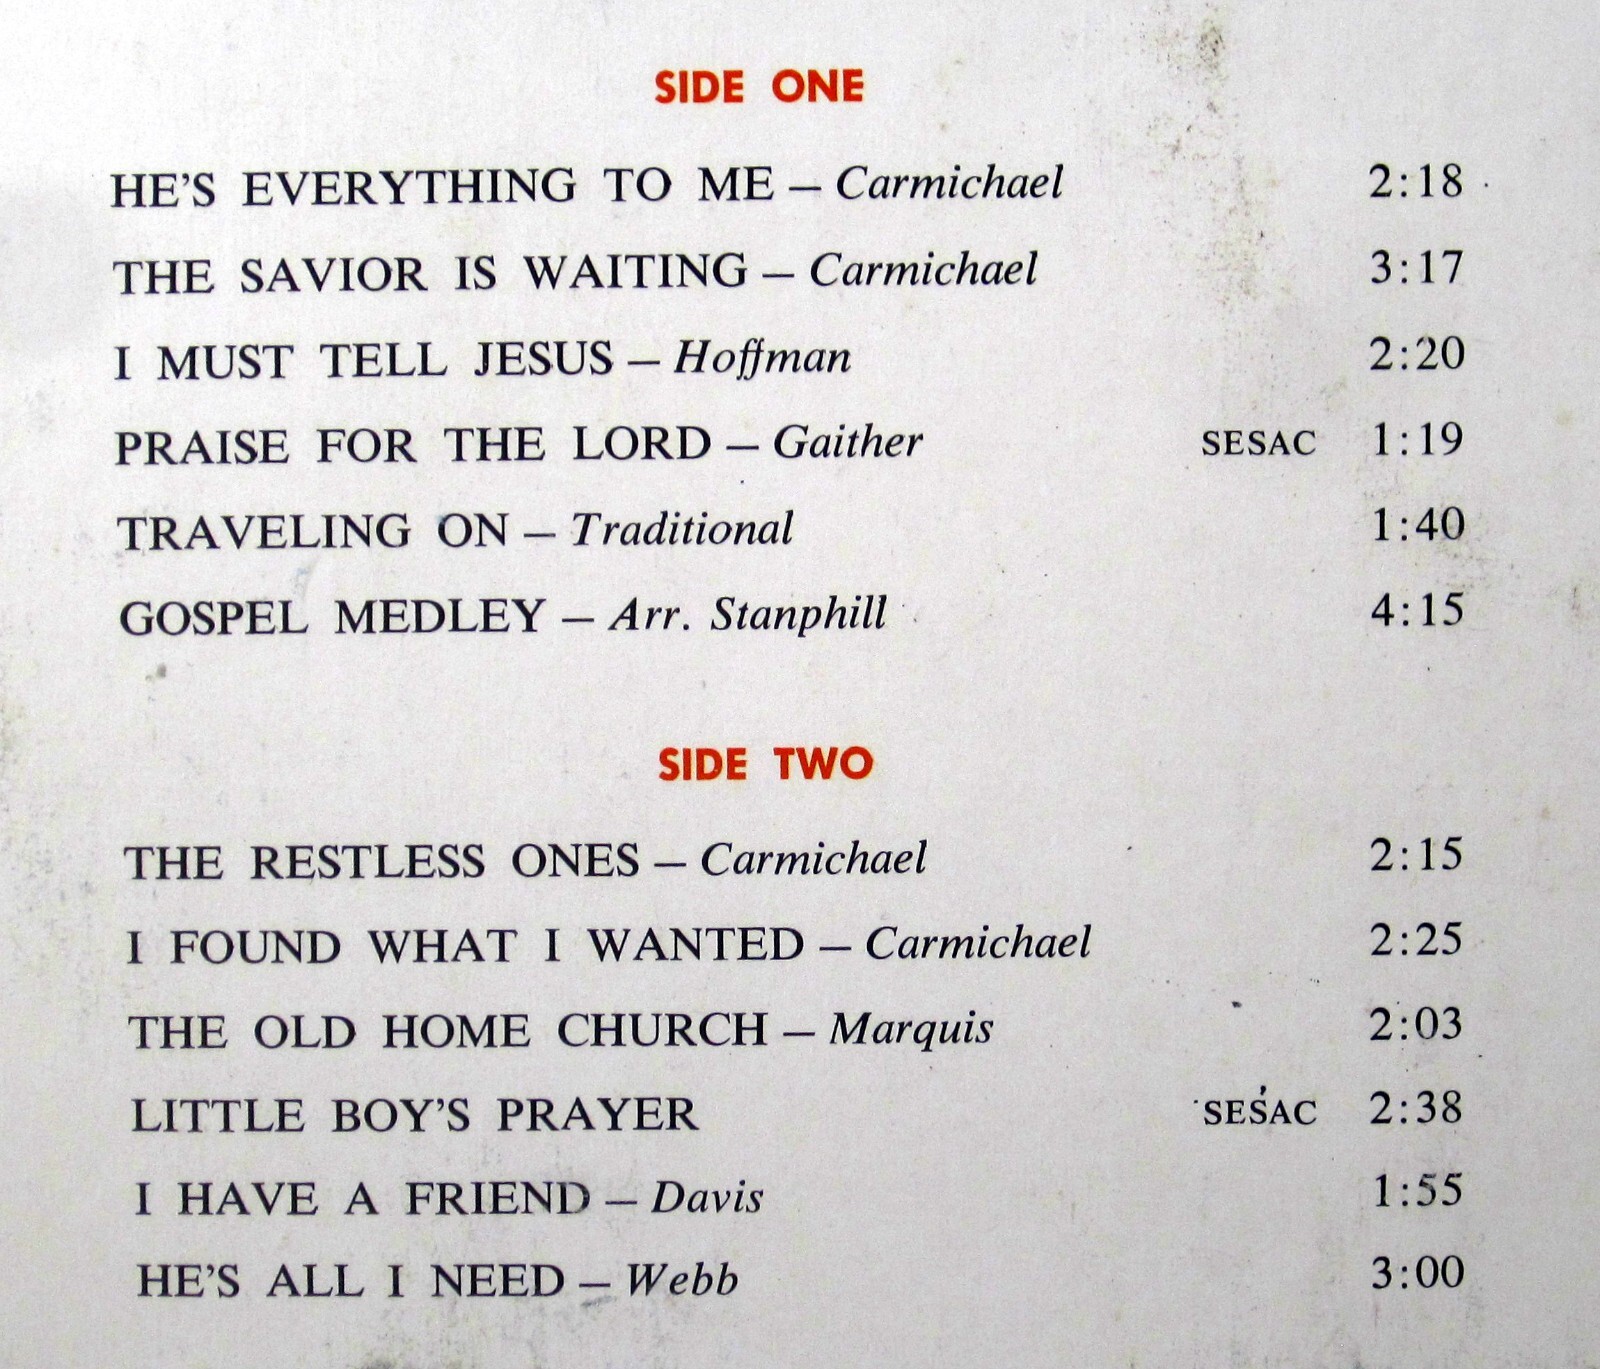 SIDE ONE
HE'S EVERYTHING TO ME – Carmichael 2:18
THE SAVIOR IS WAITING – Carmichael 3:17
I MUST TELL JESUS – Hoffman 2:20
PRAISE FOR THE LORD – Gaither SESAC 1:19
TRAVELING ON – Traditional 1:40
GOSPEL MEDLEY – Arr. Stanphill 4:15
SIDE TWO
THE RESTLESS ONES – Carmichael 2:15
I FOUND WHAT I WANTED – Carmichael 2:25
THE OLD HOME CHURCH – Marquis 2:03
LITTLE BOY'S PRAYER SESAC 2:38
I HAVE A FRIEND – Davis 1:55
HE'S ALL I NEED – Webb 3:00